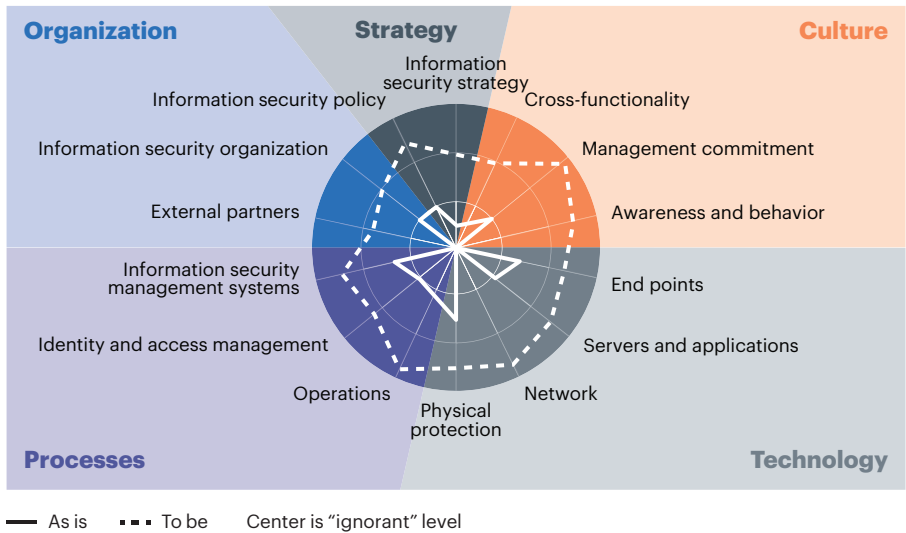 Organization
Strategy
Culture
Information
security strategy
Information security policy
Cross-functionality
Information security organization
Management commitment
External partners
Awareness and behavior
Information security
management systems
End points
Identity and access management
Servers and applications
Operations
Network
Physical
protection
Processes
Technology
As is
To be
Center is “ignorant” level